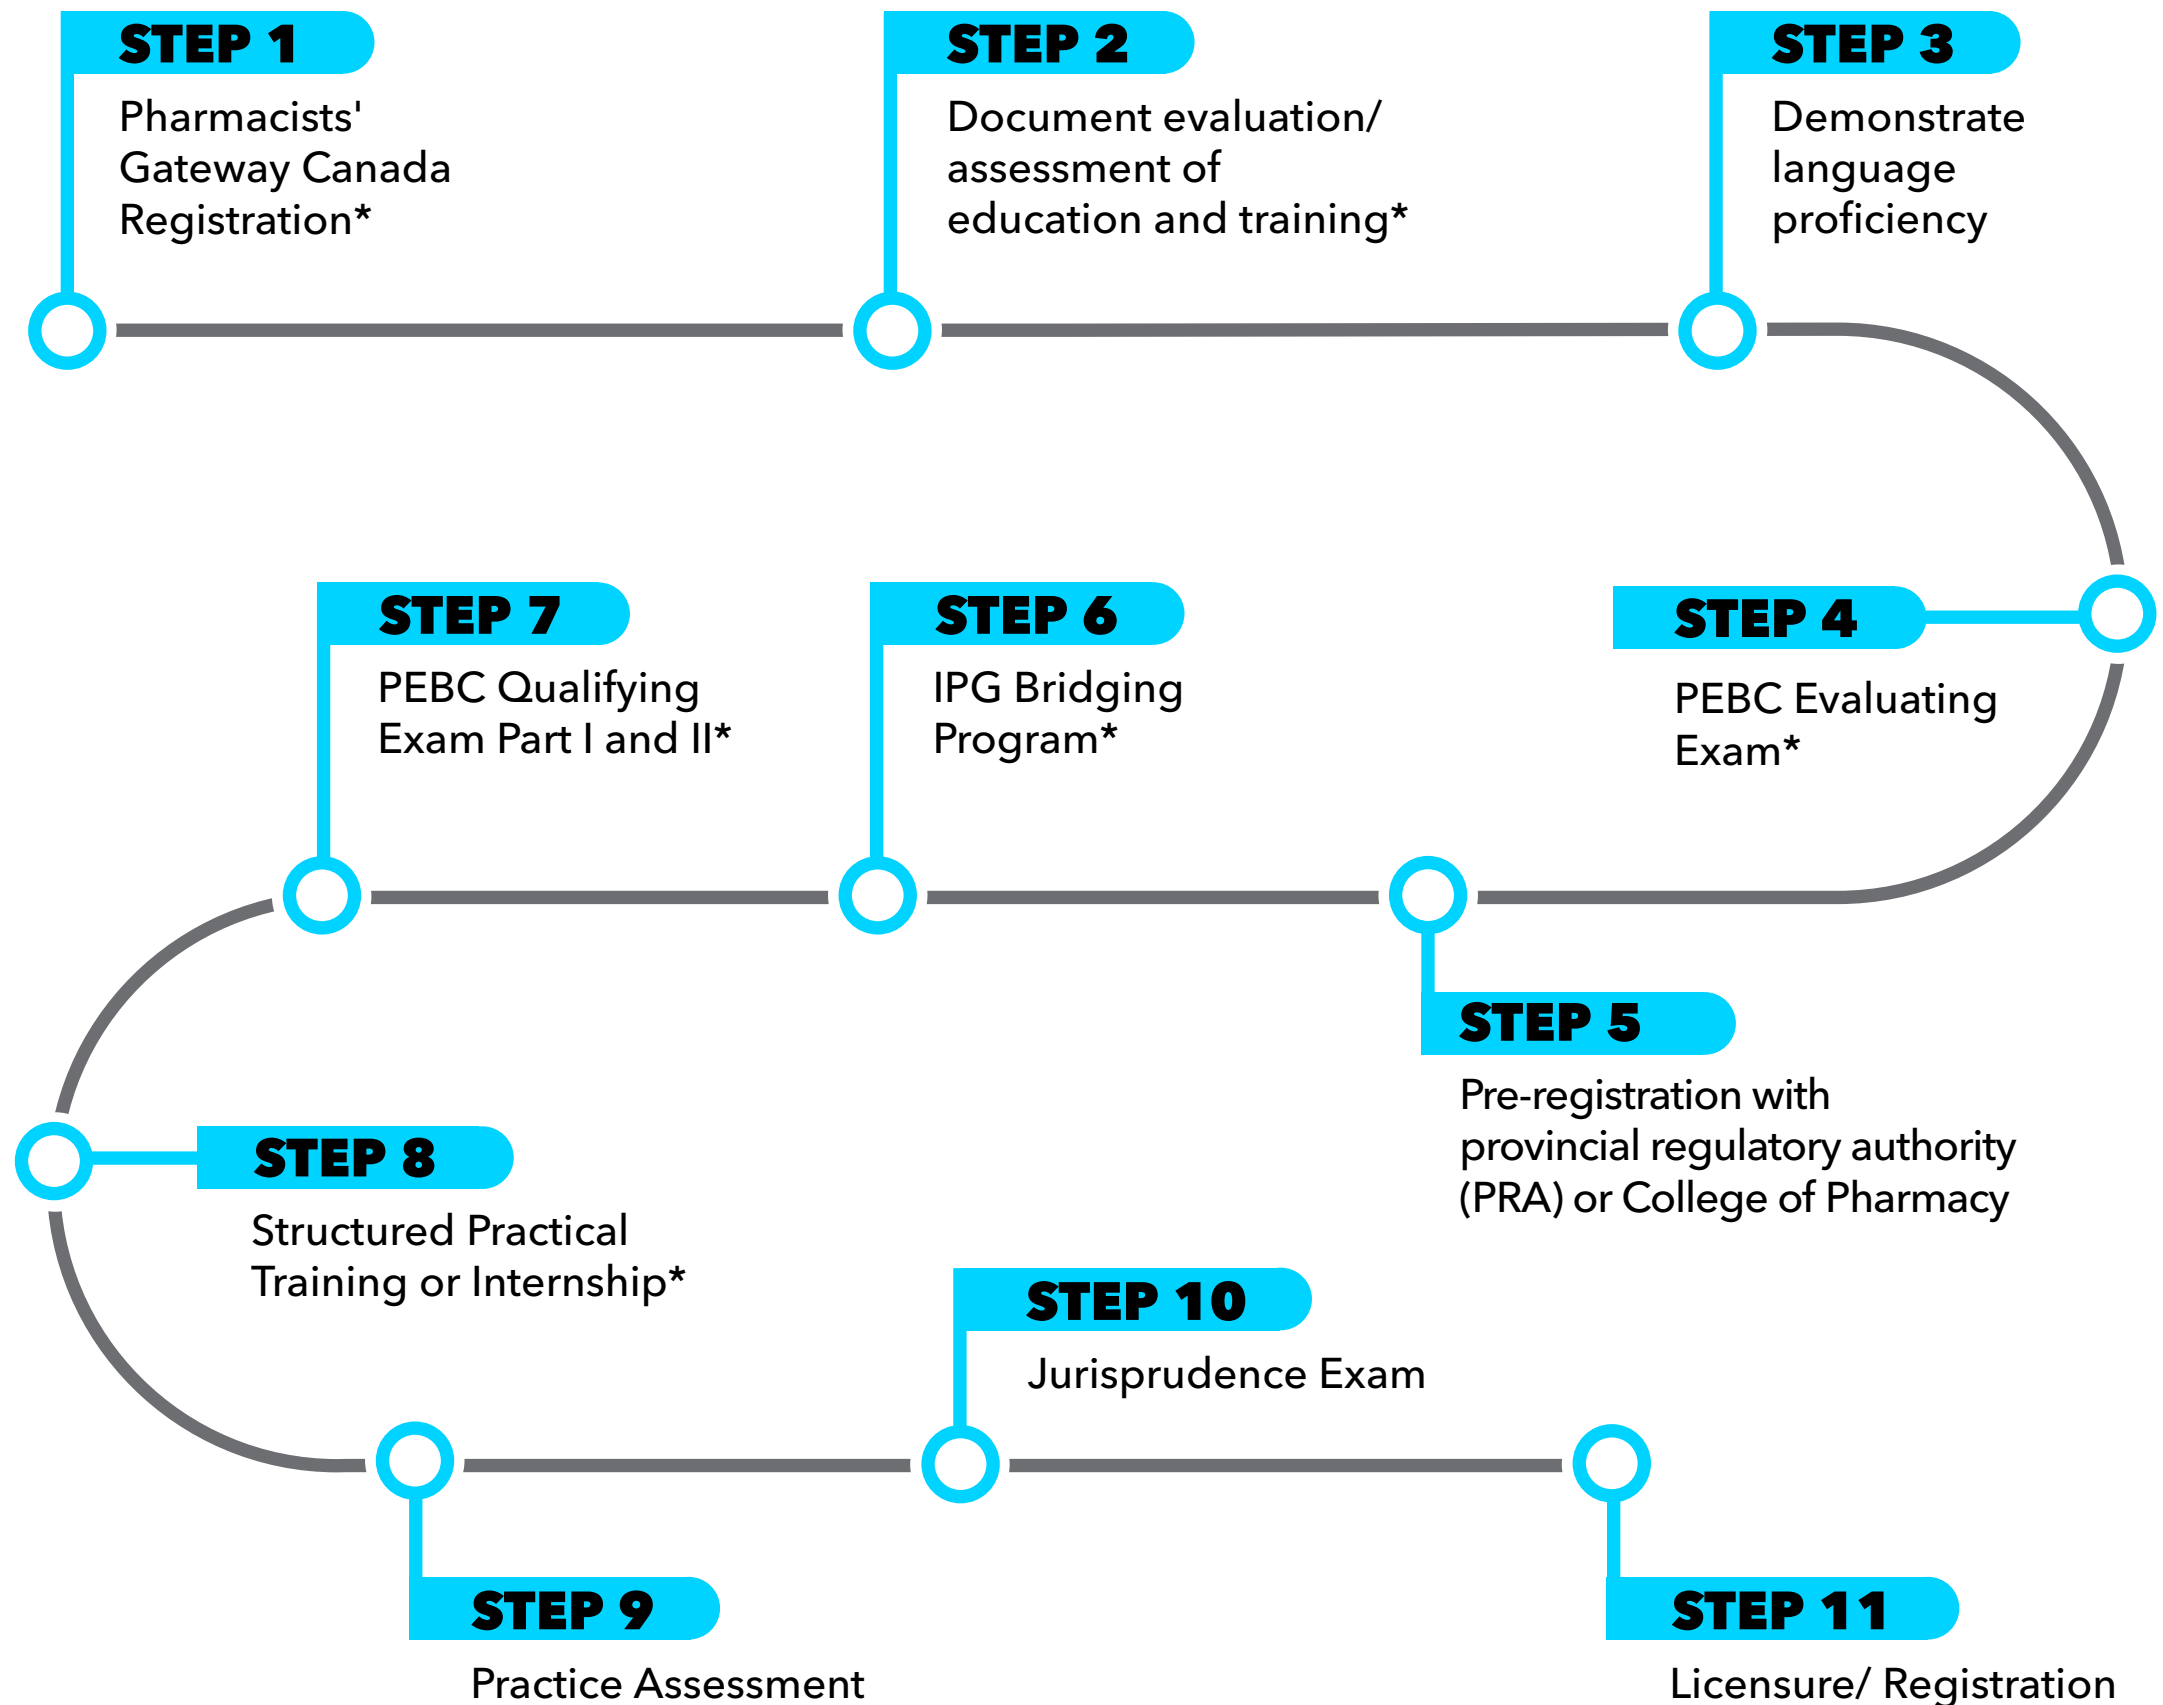 STEP 1
Pharmacists'
Gateway Canada
Registration*
STEP 2
Document evaluation/
assessment of
education and training*
STEP 3
Demonstrate
language
proficiency
STEP 4
PEBC Evaluating
Exam*
STEP 5
Pre-registration with
provincial regulatory authority
(PRA) or College of Pharmacy
STEP 6
IPG Bridging
Program*
STEP 7
PEBC Qualifying
Exam Part I and II*
STEP 8
Structured Practical
Training or Internship*
STEP 9
Practice Assessment
STEP 10
Jurisprudence Exam
STEP 11
Licensure/ Registration